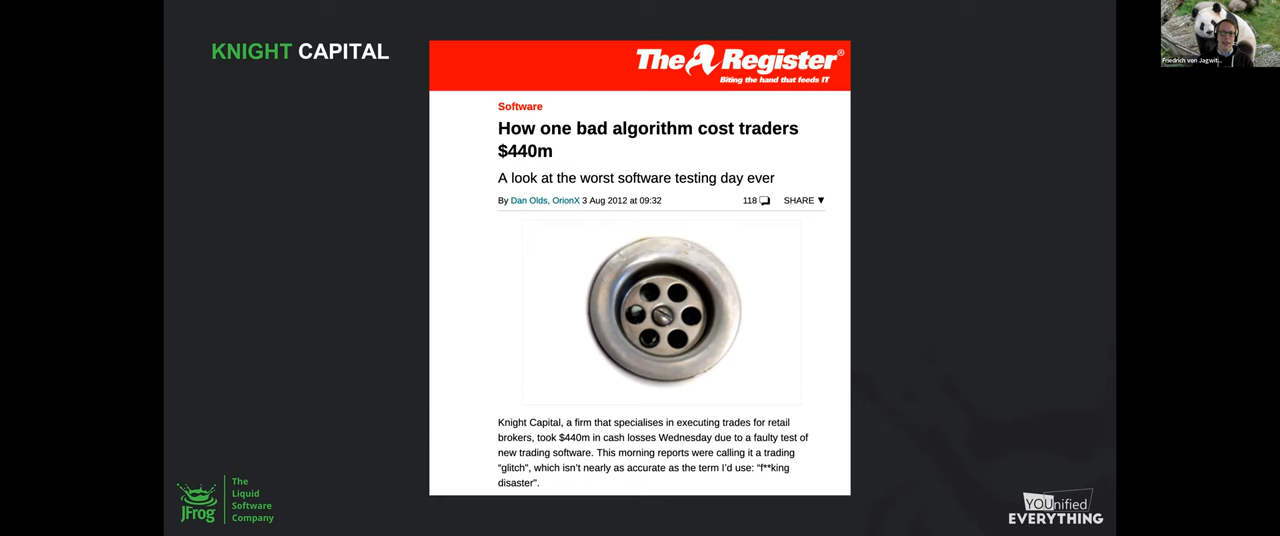 KNIGHT CAPITAL
The Register®
Biting the hand that feeds IT
Software
How one bad algorithm cost traders
$440m
A look at the worst software testing day ever
By Dan Olds, OrionX 3 Aug 2012 at 09:32
118 SHARE ▼
Knight Capital, a firm that specialises in executing trades for retail
brokers, took $440m in cash losses Wednesday due to a faulty test of
new trading software. This morning reports were calling it a trading
“glitch”, which isn’t nearly as accurate as the term I’d use: “f**king
disaster”.
JFrog
The
Liquid
Software
Company
YOUnified
EVERYTHING
Friedrich von Jagwit...